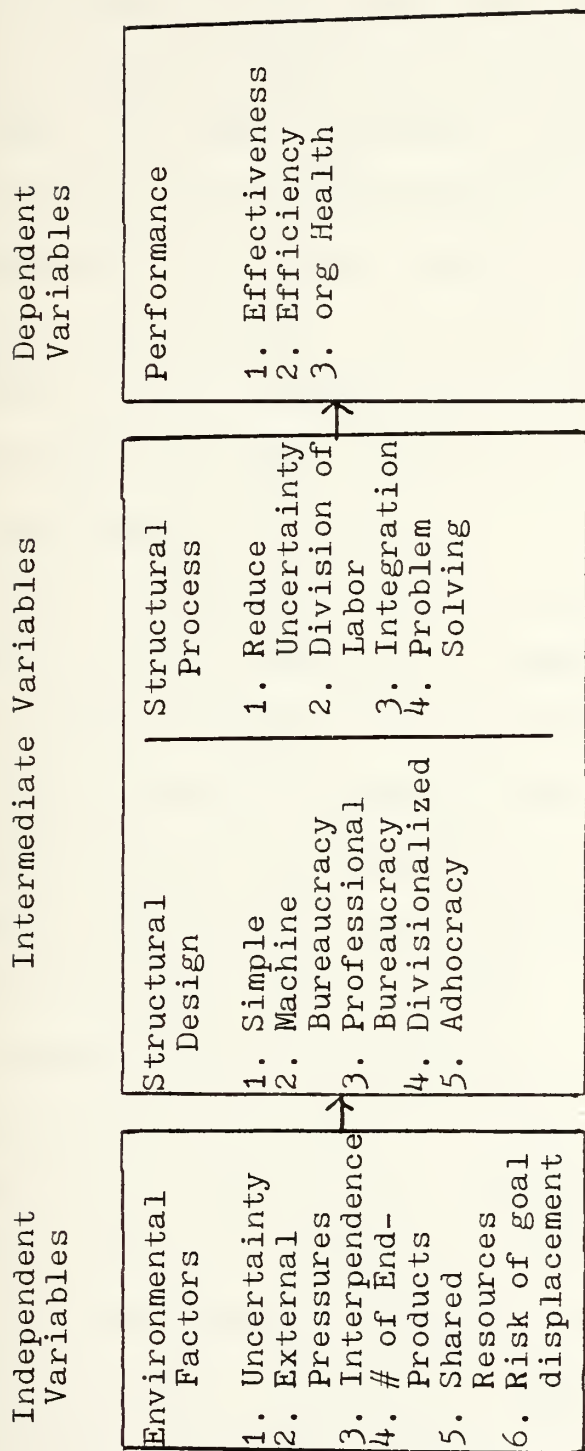 Independent
Variables
Environmental
Factors
1. Uncertainty
2. External
Pressures
3. Interpendence
4. # of End-
Products
5. Shared
Resources
6. Risk of goal
displacement
Intermediate Variables
Structural
Design
1. Simple
2. Machine
Bureaucracy
3. Professional
Bureaucracy
4. Divisionalized
5. Adhocracy
Structural
Process
1. Reduce
Uncertainty
2. Division of
Labor
3. Integration
4. Problem
Solving
Dependent
Variables
Performance
1. Effectiveness
2. Efficiency
3. org Health